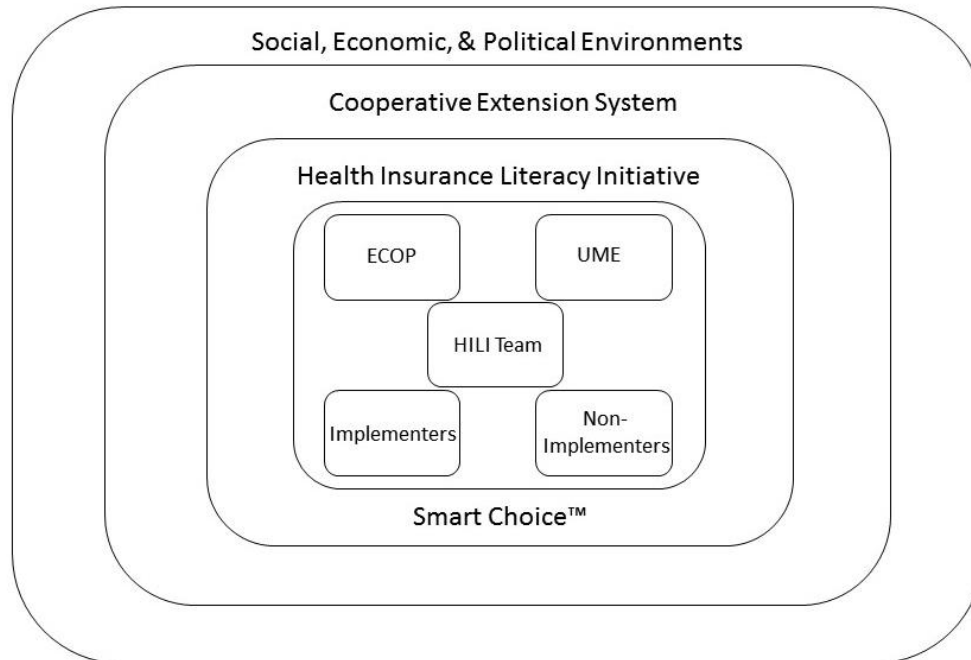 Social, Economic, & Political Environments
Cooperative Extension System
Health Insurance Literacy Initiative
ECOP
UME
HILI Team
Implementers
Non-
Implementers
Smart Choice™